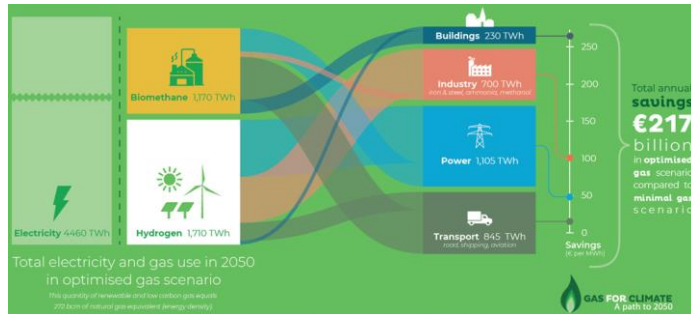 Biomethane 1,170 TWh
Electricity 4460 TWh
Hydrogen 1,710 TWh
Total electricity and gas use in 2050
in optimised gas scenario
This quantity of renewable and low carbon gas equals
272 bcm of natural gas equivalent (energy density)
Buildings 230 TWh
Industry 700 TWh
iron & steel, ammonia, methanol
Power 1,105 TWh
Transport 845 TWh
road, shipping, aviation
250
200
150
100
50
0
Savings
(€ per MWh)
Total annual
savings
€217
billion
in optimised
gas scenario
compared to
minimal gas
scenario
GAS FOR CLIMATE
A path to 2050